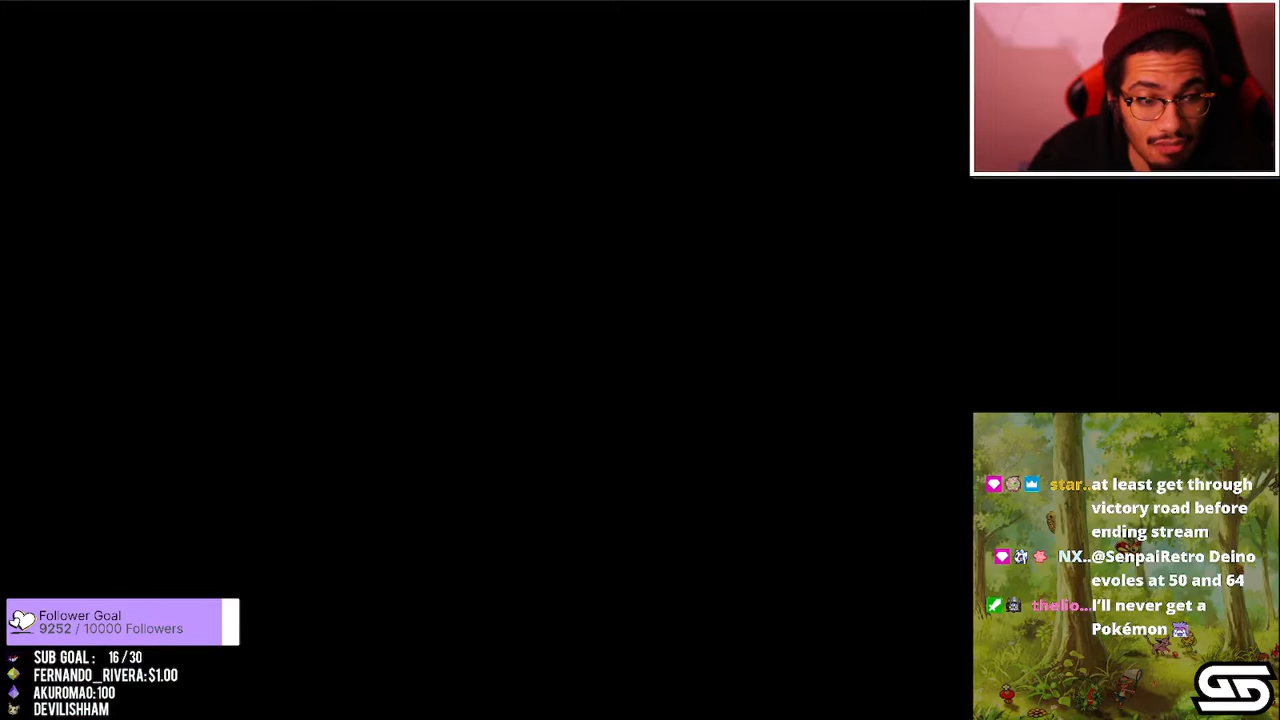 star..at least get through
victory road before
ending stream
NX..@SenpaiRetro Deino
evoles at 50 and 64
thelio...I'll never get a
Pokémon
Follower Goal
9252 / 10000 Followers
SUB GOAL : 16 / 30
FERNANDO_RIVERA: $1.00
AKUROMAO: 100
DEVILISHHAM